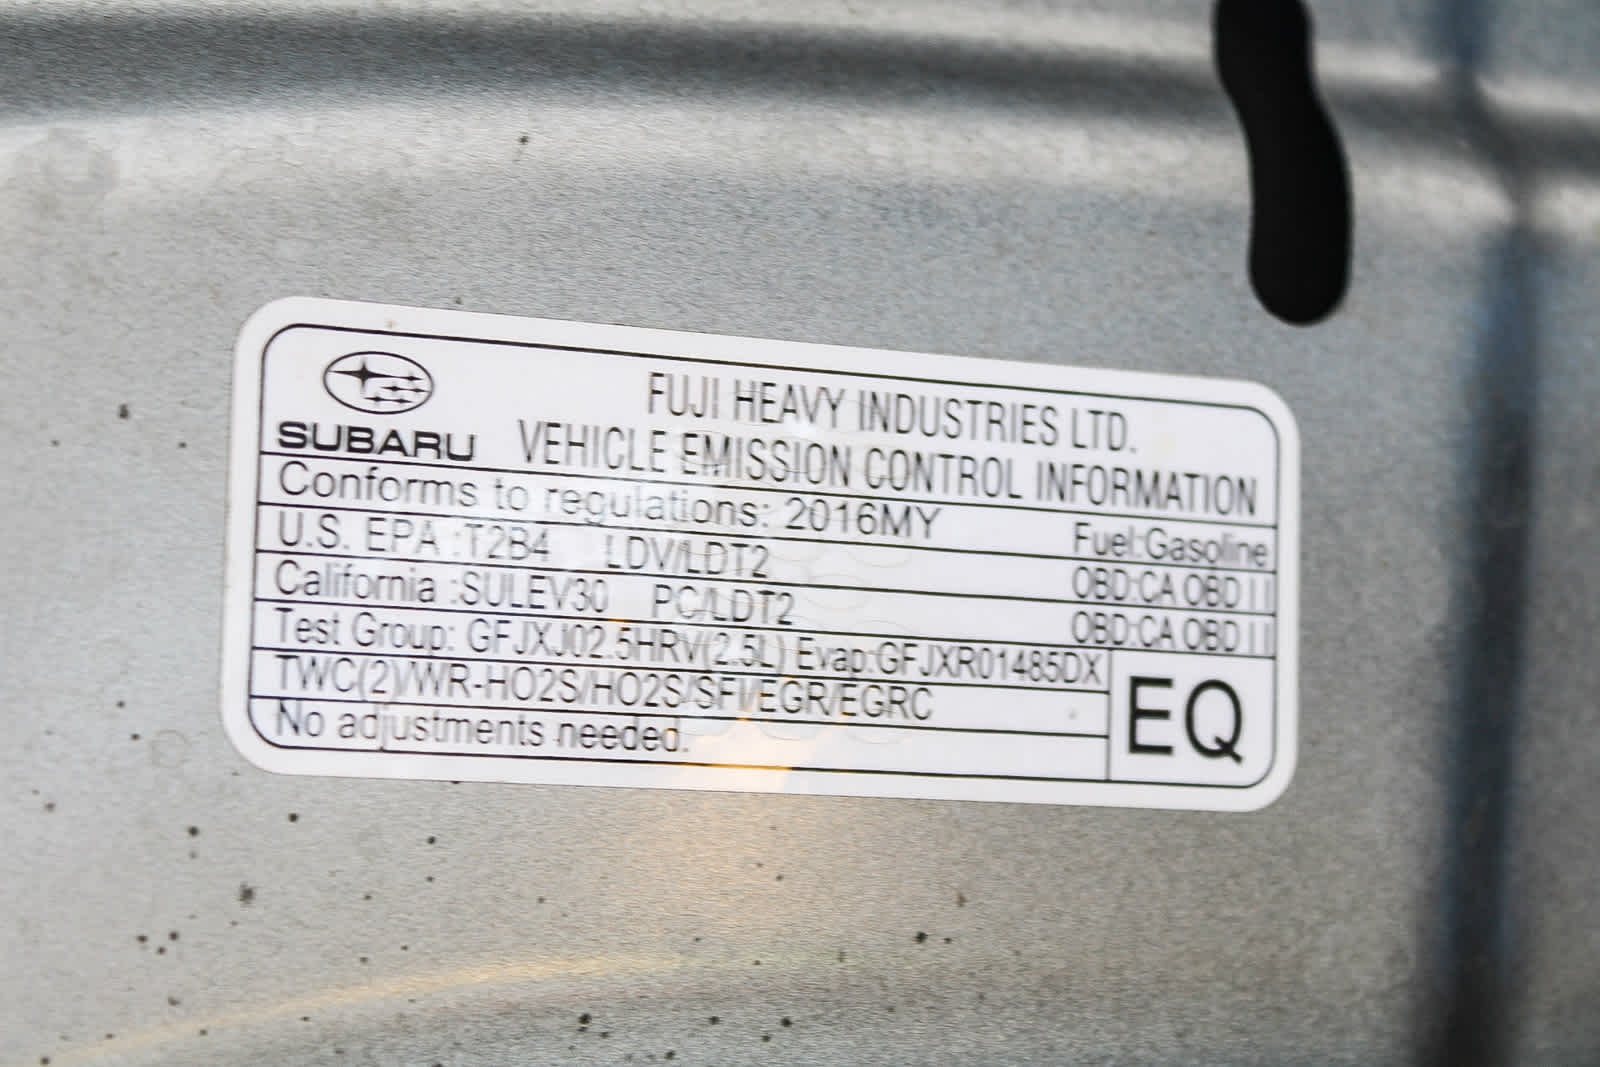 SUBARU
FUJI HEAVY INDUSTRIES LTD.
VEHICLE EMISSION CONTROL INFORMATION
Conforms to regulations: 2016MY Fuel:Gasoline
U.S. EPA :T2B4 LDV/LDT2 OBD:CA OBD II
California :SULEV30 PC/LDT2 OBD:CA OBD II
Test Group: GFJXJ02.5HRV(2.5L) Evap:GFJXR01485DX
TWC(2)/WR-HO2S/HO2S/SFI/EGR/EGRC
No adjustments needed.
EQ